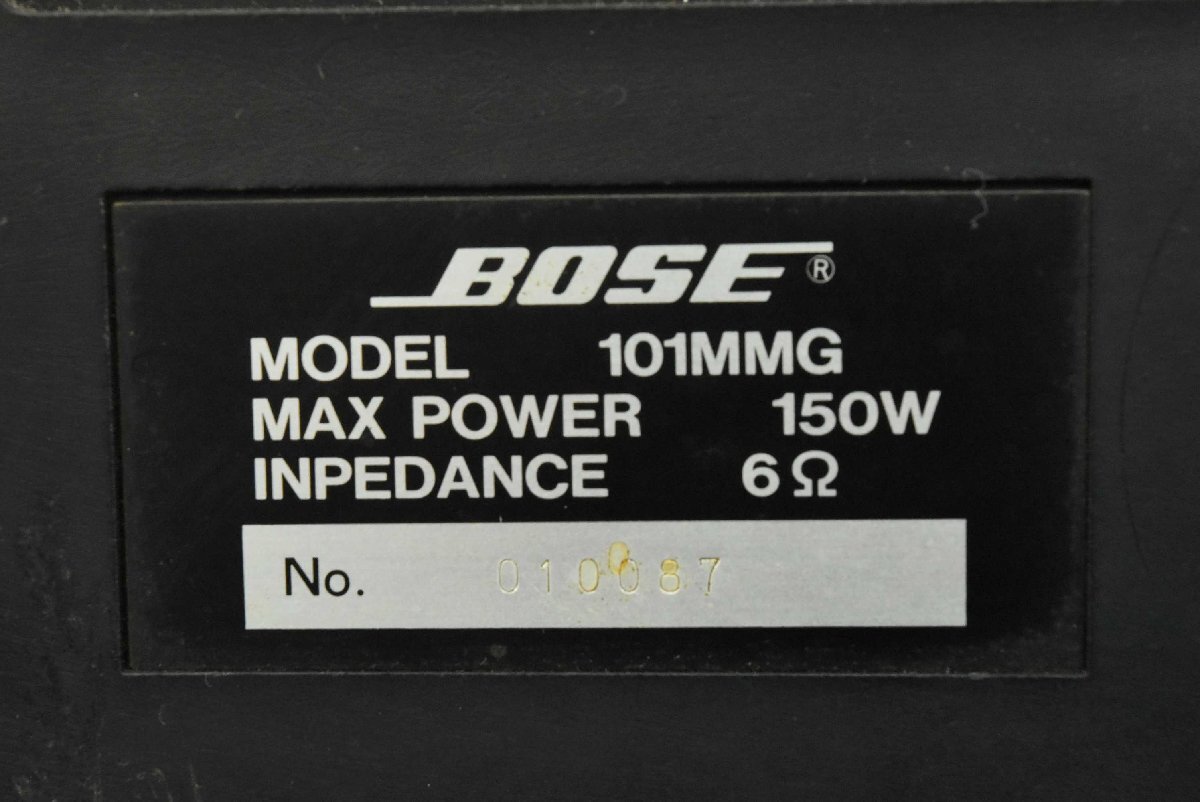 BOSE®
MODEL 101MMG
MAX POWER 150W
INPEDANCE 6Ω
No. 010087